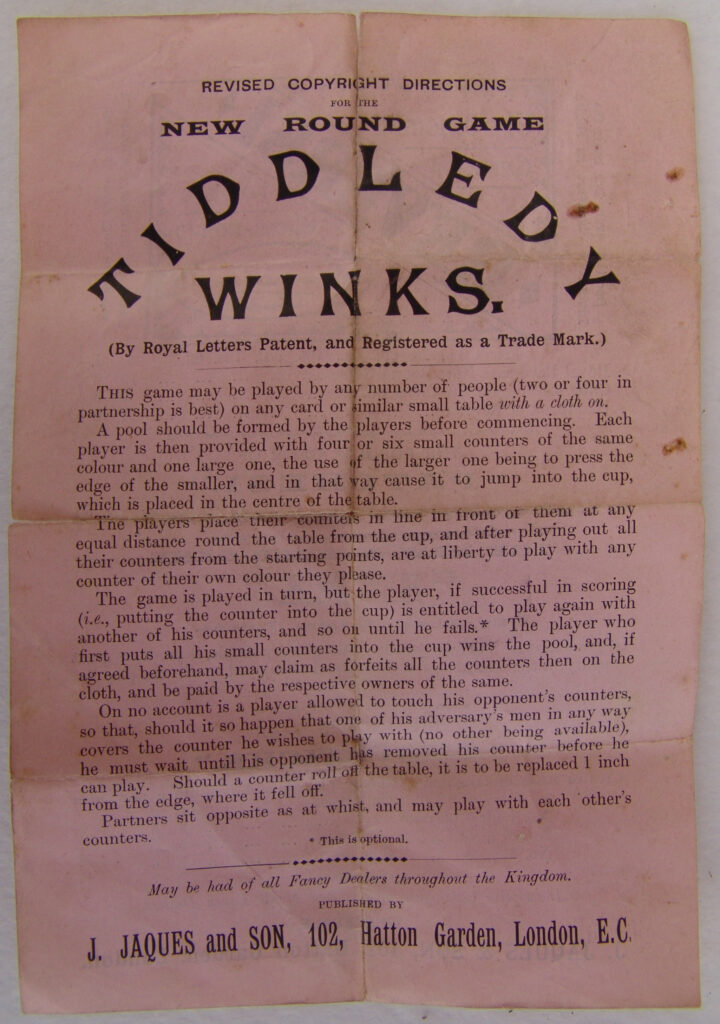 REVISED COPYRIGHT DIRECTIONS
FOR THE
NEW ROUND GAME
TIDDLEDY
WINKS.
(By Royal Letters Patent, and Registered as a Trade Mark.)
THIS game may be played by any number of people (two or four in
partnership is best) on any card or similar small table with a cloth on.
A pool should be formed by the players before commencing. Each
player is then provided with four or six small counters of the same
colour and one large one, the use of the larger one being to press the
edge of the smaller, and in that way cause it to jump into the cup,
which is placed in the centre of the table.
The players place their counters in line in front of them at any
equal distance round the table from the cup, and after playing out all
their counters from the starting points, are at liberty to play with any
counter of their own colour they please.
The game is played in turn, but the player, if successful in scoring
(i.e., putting the counter into the cup) is entitled to play again with
another of his counters, and so on until he fails.* The player who
first puts all his small counters into the cup wins the pool, and, if
agreed beforehand, may claim as forfeits all the counters then on the
cloth, and be paid by the respective owners of the same.
On no account is a player allowed to touch his opponent's counters,
so that, should it so happen that one of his adversary's men in any way
covers the counter he wishes to play with (no other being available),
he must wait until his opponent has removed his counter before he
can play. Should a counter roll off the table, it is to be replaced 1 inch
from the edge, where it fell off.
Partners sit opposite as at whist, and may play with each other's
counters.
* This is optional.
May be had of all Fancy Dealers throughout the Kingdom.
PUBLISHED BY
J. JAQUES and SON, 102, Hatton Garden, London, E.C.